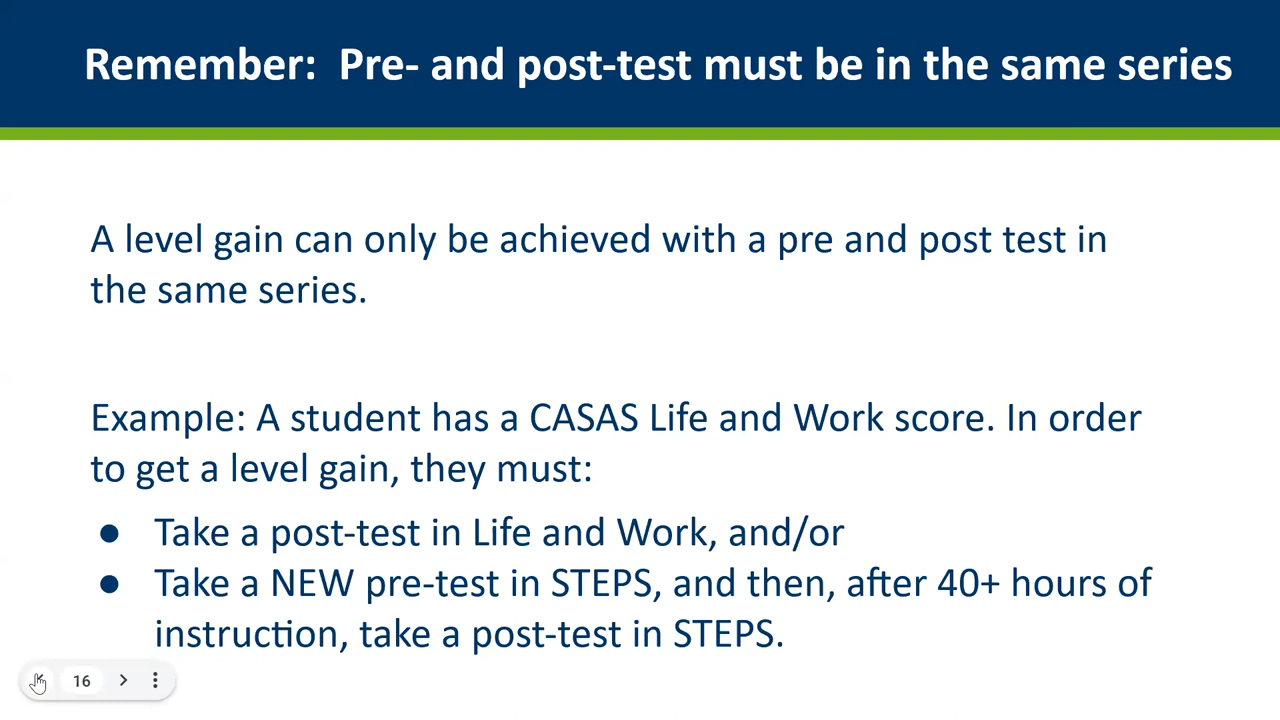 Remember:  Pre- and post-test must be in the same series
A level gain can only be achieved with a pre and post test in
the same series.
Example: A student has a CASAS Life and Work score. In order
to get a level gain, they must:
● Take a post-test in Life and Work, and/or
● Take a NEW pre-test in STEPS, and then, after 40+ hours of
instruction, take a post-test in STEPS.
16